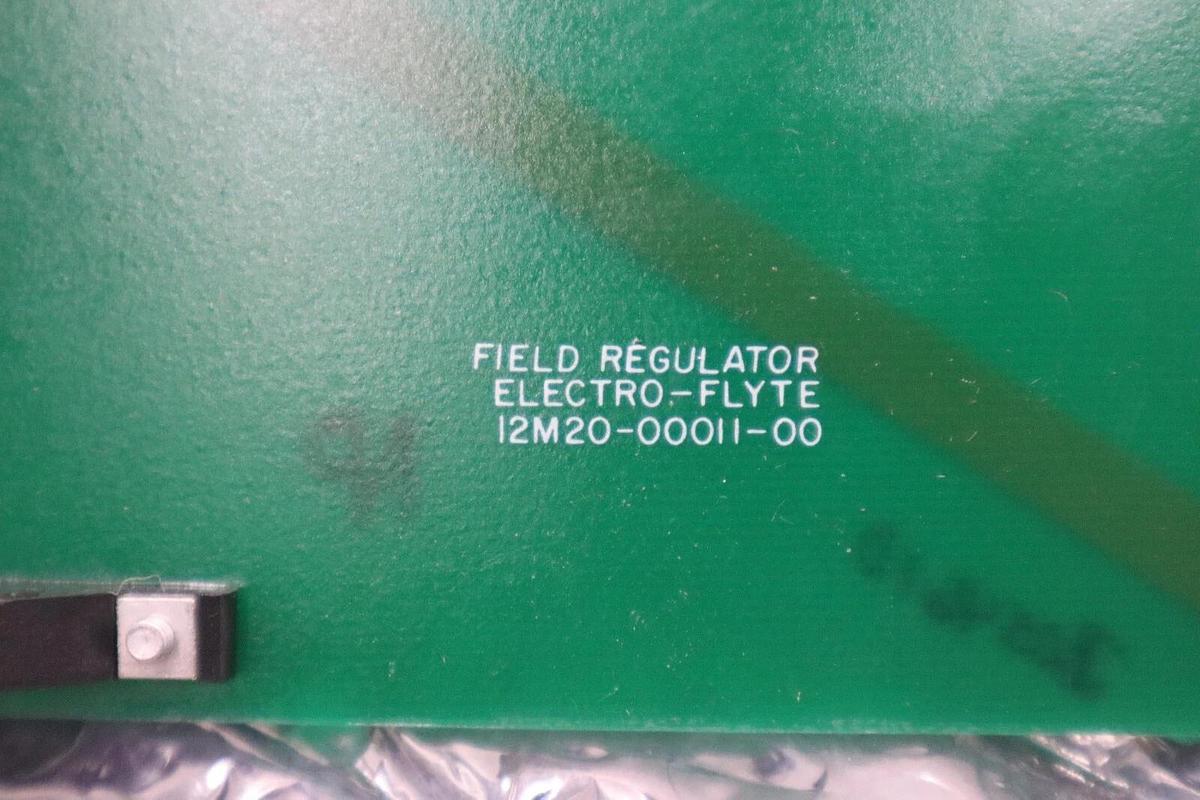 FIELD REGULATOR
ELECTRO-FLYTE
12M20-00011-00